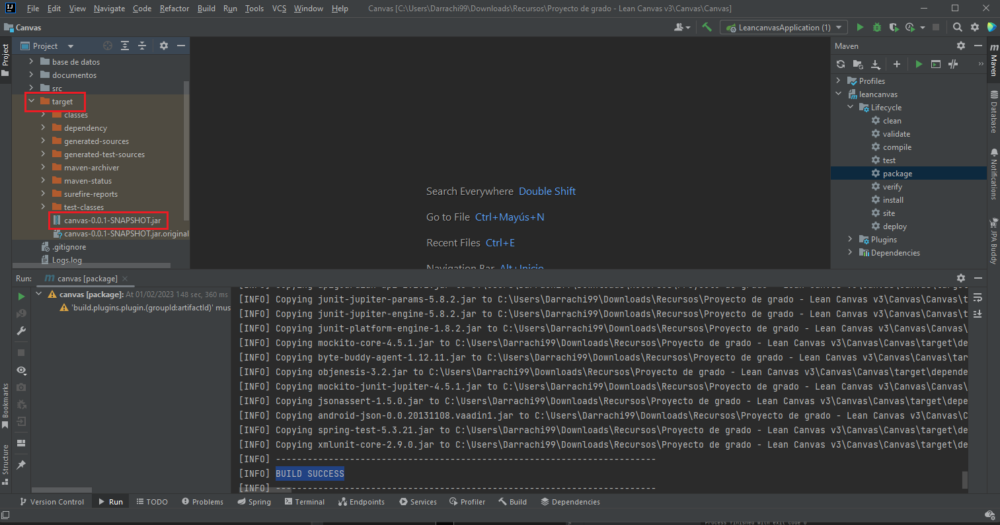 File Edit View Navigate Code Refactor Build Run Tools VCS Window Help Canvas [C:\Users\Darrachi99\Downloads\Recursos\Proyecto de grado - Lean Canvas v3\Canvas\Canvas]
Canvas
LeancanvasApplication (1)
Project
Project
base de datos
documentos
src
target
classes
dependency
generated-sources
generated-test-sources
maven-archiver
maven-status
surefire-reports
test-classes
canvas-0.0.1-SNAPSHOT.jar
canvas-0.0.1-SNAPSHOT.jar.original
.gitignore
Logs.log
Search Everywhere Double Shift
Go to File Ctrl+Mayús+N
Recent Files Ctrl+E
Navigation Bar Alt+Inicio
Maven
Profiles
leancanvas
Lifecycle
clean
validate
compile
test
package
verify
install
site
deploy
Plugins
Dependencies
Maven
Database
Notifications
JPA Buddy
Run: canvas [package]
canvas [package]: At 01/02/2023 1 48 sec, 360 ms
'build.plugins.plugin.(groupId:artifactId)' mus
[INFO] Copying junit-jupiter-params-5.8.2.jar to C:\Users\Darrachi99\Downloads\Recursos\Proyecto de grado - Lean Canvas v3\Canvas\Canvas\t
[INFO] Copying junit-jupiter-engine-5.8.2.jar to C:\Users\Darrachi99\Downloads\Recursos\Proyecto de grado - Lean Canvas v3\Canvas\Canvas\t
[INFO] Copying junit-platform-engine-1.8.2.jar to C:\Users\Darrachi99\Downloads\Recursos\Proyecto de grado - Lean Canvas v3\Canvas\Canvas\
[INFO] Copying mockito-core-4.5.1.jar to C:\Users\Darrachi99\Downloads\Recursos\Proyecto de grado - Lean Canvas v3\Canvas\Canvas\target\de
[INFO] Copying byte-buddy-agent-1.12.11.jar to C:\Users\Darrachi99\Downloads\Recursos\Proyecto de grado - Lean Canvas v3\Canvas\Canvas\tar
[INFO] Copying objenesis-3.2.jar to C:\Users\Darrachi99\Downloads\Recursos\Proyecto de grado - Lean Canvas v3\Canvas\Canvas\target\depende
[INFO] Copying mockito-junit-jupiter-4.5.1.jar to C:\Users\Darrachi99\Downloads\Recursos\Proyecto de grado - Lean Canvas v3\Canvas\Canvas\
[INFO] Copying jsonassert-1.5.0.jar to C:\Users\Darrachi99\Downloads\Recursos\Proyecto de grado - Lean Canvas v3\Canvas\Canvas\target\depe
[INFO] Copying android-json-0.0.20131108.vaadin1.jar to C:\Users\Darrachi99\Downloads\Recursos\Proyecto de grado - Lean Canvas v3\Canvas\C
[INFO] Copying spring-test-5.3.21.jar to C:\Users\Darrachi99\Downloads\Recursos\Proyecto de grado - Lean Canvas v3\Canvas\Canvas\target\de
[INFO] Copying xmlunit-core-2.9.0.jar to C:\Users\Darrachi99\Downloads\Recursos\Proyecto de grado - Lean Canvas v3\Canvas\Canvas\target\de
[INFO] ------------------------------------------------------------------------
[INFO] BUILD SUCCESS
[INFO] ------------------------------------------------------------------------
Bookmarks
Structure
Version Control Run TODO Problems Spring Terminal Endpoints Services Profiler Build Dependencies